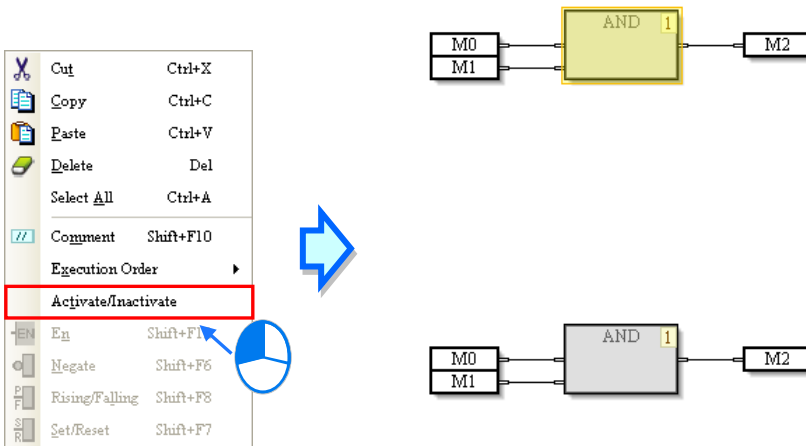 Cut Ctrl+X
Copy Ctrl+C
Paste Ctrl+V
Delete Del
Select All Ctrl+A
// Comment Shift+F10
Execution Order
Activate/Inactivate
EN En Shift+F1
Negate Shift+F6
P F Rising/Falling Shift+F8
S R Set/Reset Shift+F7
AND 1
M0 M2
M1
AND 1
M0 M2
M1